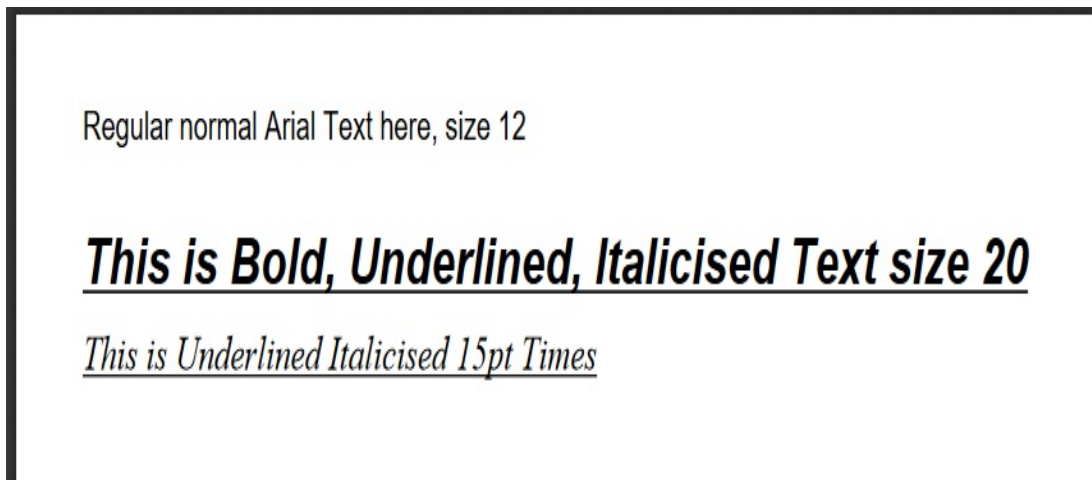 Regular normal Arial Text here, size 12
This is Bold, Underlined, Italicised Text size 20
This is Underlined Italicised 15pt Times